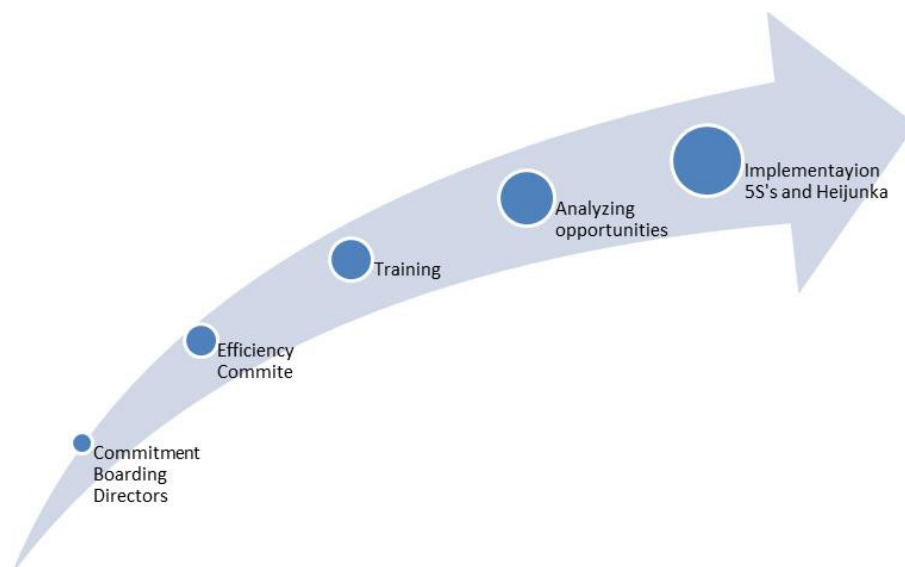 Commitment
Boarding
Directors
Efficiency
Commite
Training
Analyzing
opportunities
Implementayion
5S's and Heijunka